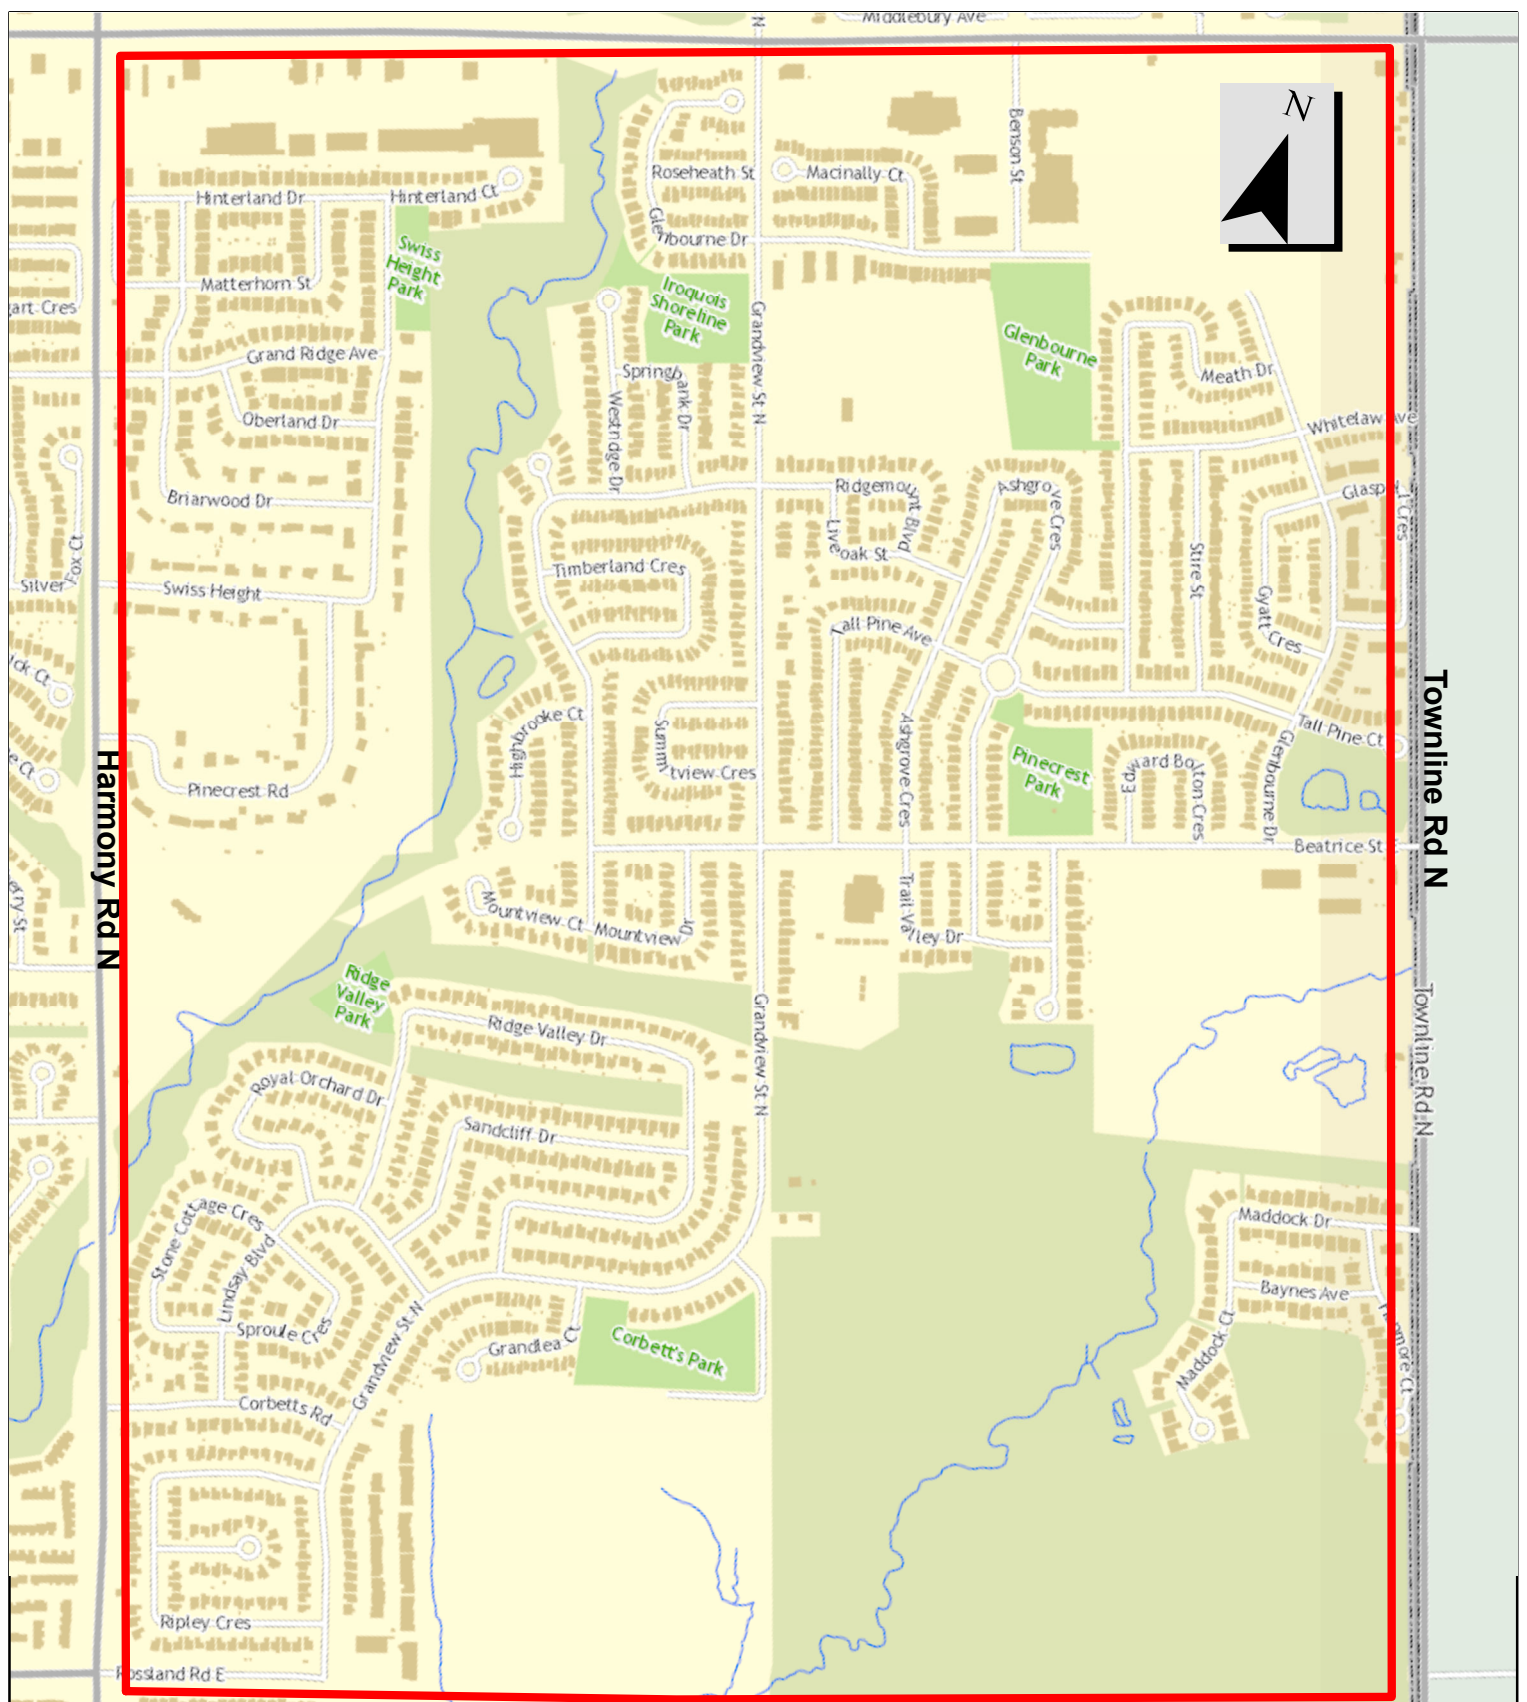 Middlebury Ave
N
N
Benson St
Roseheath St
Macinally Ct
Hinterland Dr
Hinterland Ct
Glenbourne Dr
Swiss
Height
Park
Matterhorn St
Iroquois
Shoreline
Park
Grandview St N
Glenbourne
Park
Grand Ridge Ave
Springbank Dr
Westridge Dr
Meath Dr
Oberland Dr
Whitelaw Ave
Briarwood Dr
Ridgemount Blvd
Ashgrove Cres
Liveoak St
Fox Ct
Silver
Swiss Height
Timberland Cres
Stire St
Gyatt Cres
Tall Pine Ave
Highbrooke Ct
Summitview Cres
Ashgrove Cres
Tall Pine Ct
Glenbourne Dr
Pinecrest
Park
Edward Bolton Cres
Townline Rd N
Harmony Rd N
Pinecrest Rd
Beatrice St
Mountview Ct
Mountview Dr
Trail Valley Dr
Ridge
Valley
Park
Ridge Valley Dr
Grandview St N
Townline Rd N
Royal Orchard Dr
Sandcliff Dr
Stone Cottage Cres
Lindsay Blvd
Sproule Cres
Maddock Dr
Baynes Ave
Maddock Ct
Grandview St N
Grandlea Ct
Corbett's Park
Corbetts Rd
Ripley Cres
Rossland Rd E